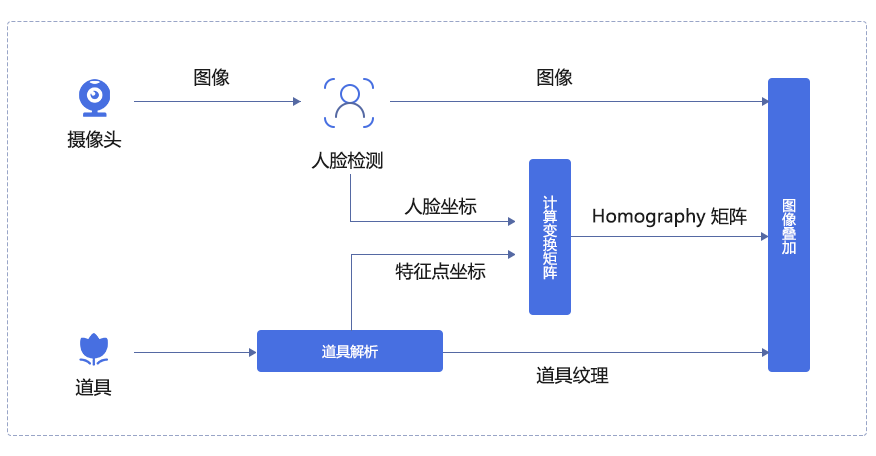 图像
图像
摄像头
人脸检测
人脸坐标
计算变换矩阵
Homography 矩阵
图像叠加
特征点坐标
道具解析
道具
道具纹理